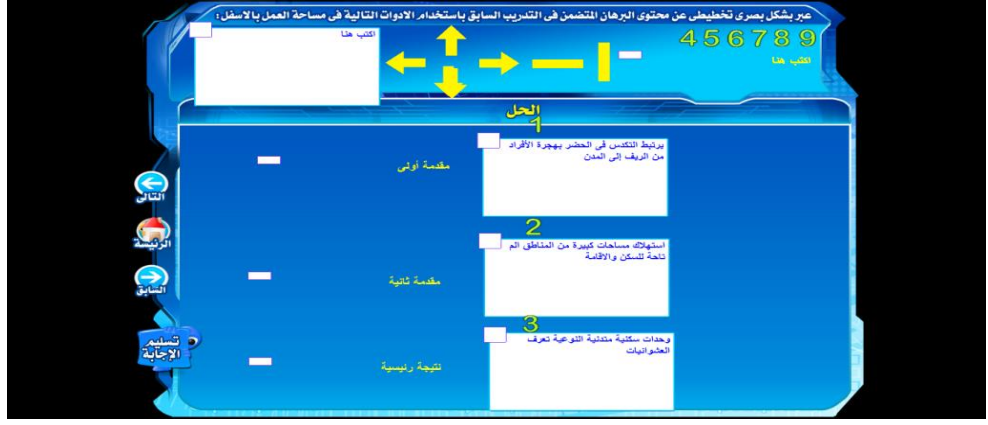 عبر بشكل بصرى تخطيطى عن محتوى البرهان المتضمن فى التدريب السابق باستخدام الادوات التالية فى مساحة العمل بالاسفل :
4 5 6 7 8 9
اكتب هنا
اكتب هنا
الحل
1
يرتبط التكدس فى الحضر بهجرة الأفراد
من الريف إلى المدن
مقدمة أولى
2
استهلاك مساحات كبيرة من المناطق الم
تاحة للسكن والاقامة
مقدمة ثانية
3
وحدات سكنية متدنية النوعية تعرف
العشوانيات
نتيجة رئيسية
التالى
الرئيسة
السابق
تسليم
الإجابة